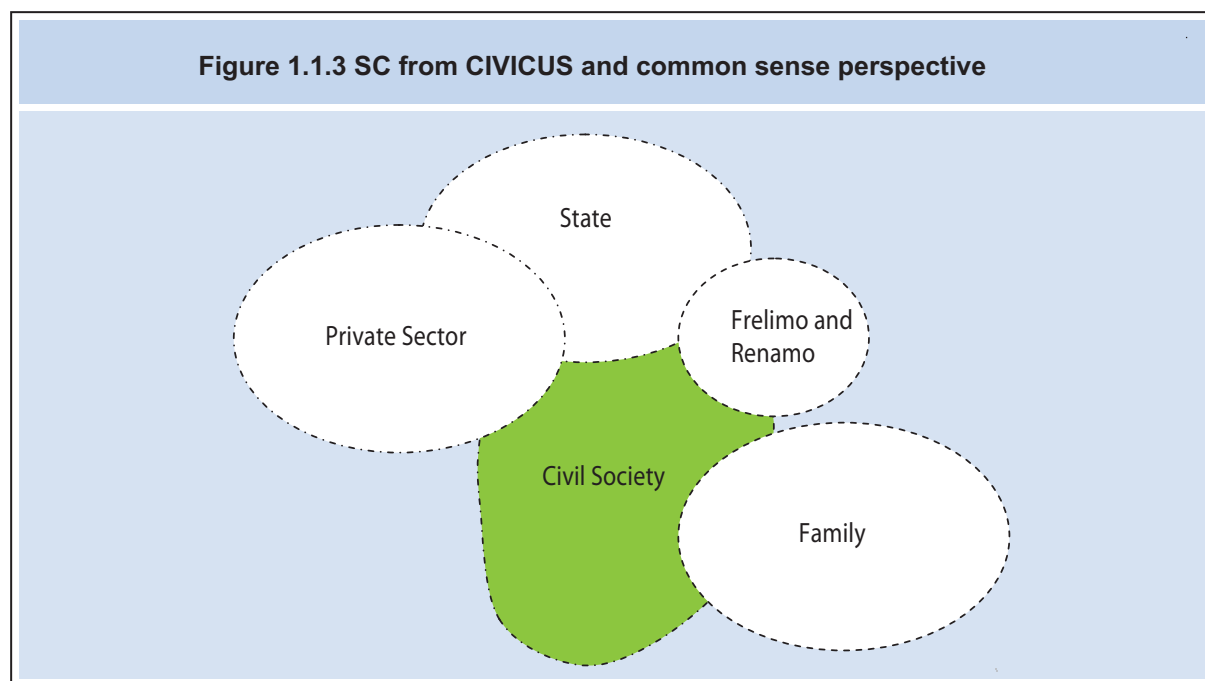 Figure 1.1.3 SC from CIVICUS and common sense perspective
State
Private Sector
Frelimo and
Renamo
Civil Society
Family